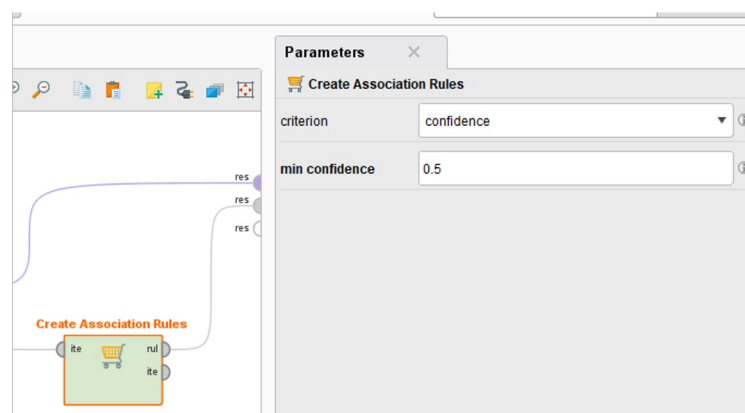 Parameters
Create Association Rules
criterion
confidence
min confidence
0.5
res
res
res
Create Association Rules
ite
rul
ite